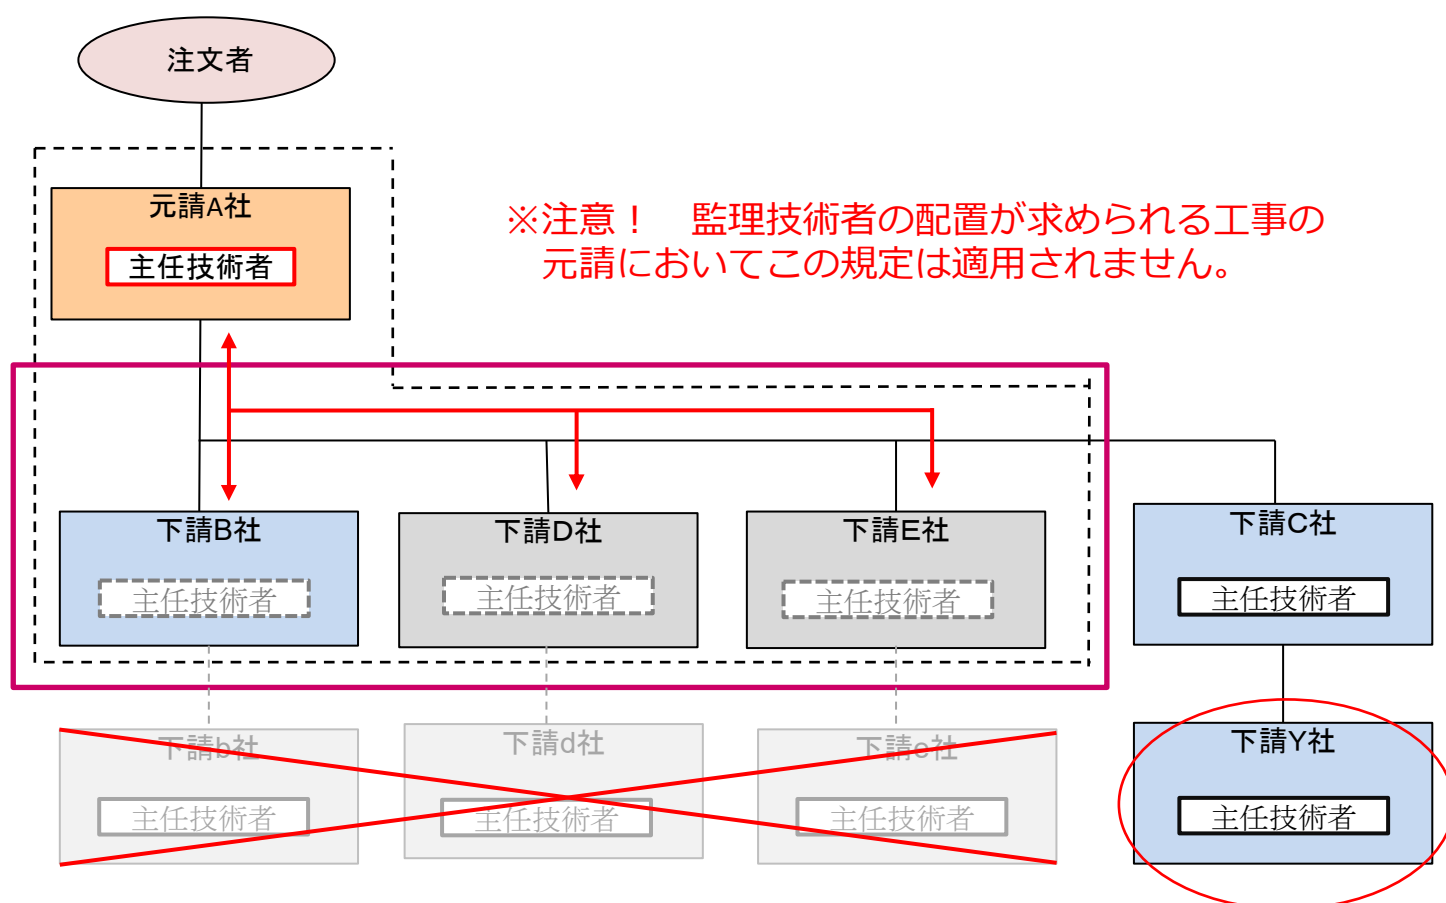 注文者
元請A社
主任技術者
※注意！　監理技術者の配置が求められる工事の
元請においてこの規定は適用されません。
下請B社
主任技術者
下請D社
主任技術者
下請E社
主任技術者
下請C社
主任技術者
下請b社
主任技術者
下請d社
主任技術者
下請e社
主任技術者
下請Y社
主任技術者